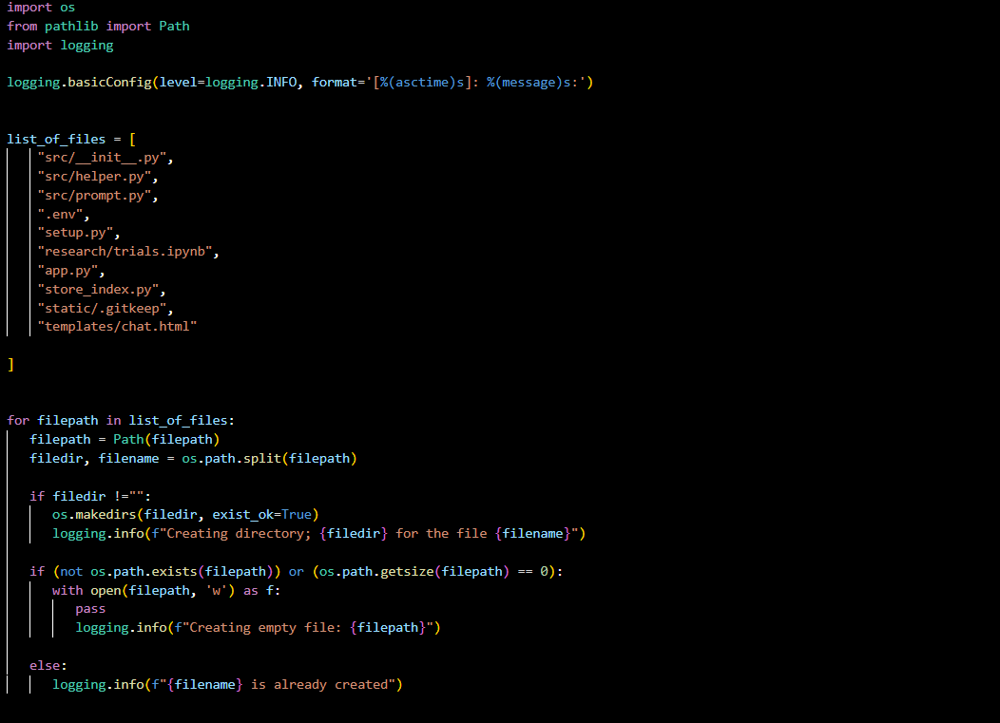 import os
from pathlib import Path
import logging

logging.basicConfig(level=logging.INFO, format='[%(asctime)s]: %(message)s:')


list_of_files = [
    "src/__init__.py",
    "src/helper.py",
    "src/prompt.py",
    ".env",
    "setup.py",
    "research/trials.ipynb",
    "app.py",
    "store_index.py",
    "static/.gitkeep",
    "templates/chat.html"

]


for filepath in list_of_files:
   filepath = Path(filepath)
   filedir, filename = os.path.split(filepath)

   if filedir !="":
      os.makedirs(filedir, exist_ok=True)
      logging.info(f"Creating directory; {filedir} for the file {filename}")

   if (not os.path.exists(filepath)) or (os.path.getsize(filepath) == 0):
      with open(filepath, 'w') as f:
         pass
         logging.info(f"Creating empty file: {filepath}")

   else:
      logging.info(f"{filename} is already created")